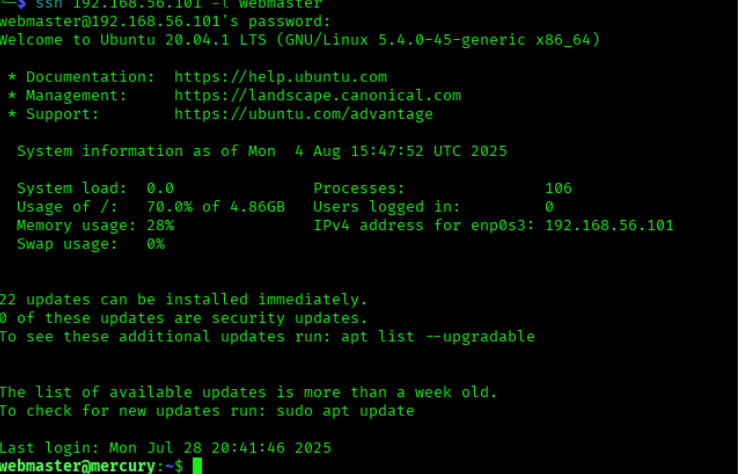 └─$ ssh 192.168.56.101 -l webmaster
webmaster@192.168.56.101's password:
Welcome to Ubuntu 20.04.1 LTS (GNU/Linux 5.4.0-45-generic x86_64)
* Documentation: https://help.ubuntu.com
* Management: https://landscape.canonical.com
* Support: https://ubuntu.com/advantage
System information as of Mon 4 Aug 15:47:52 UTC 2025
System load: 0.0 Processes: 106
Usage of /: 70.0% of 4.86GB Users logged in: 0
Memory usage: 28% IPv4 address for enp0s3: 192.168.56.101
Swap usage: 0%
22 updates can be installed immediately.
0 of these updates are security updates.
To see these additional updates run: apt list --upgradable
The list of available updates is more than a week old.
To check for new updates run: sudo apt update
Last login: Mon Jul 28 20:41:46 2025
webmaster@mercury:~$